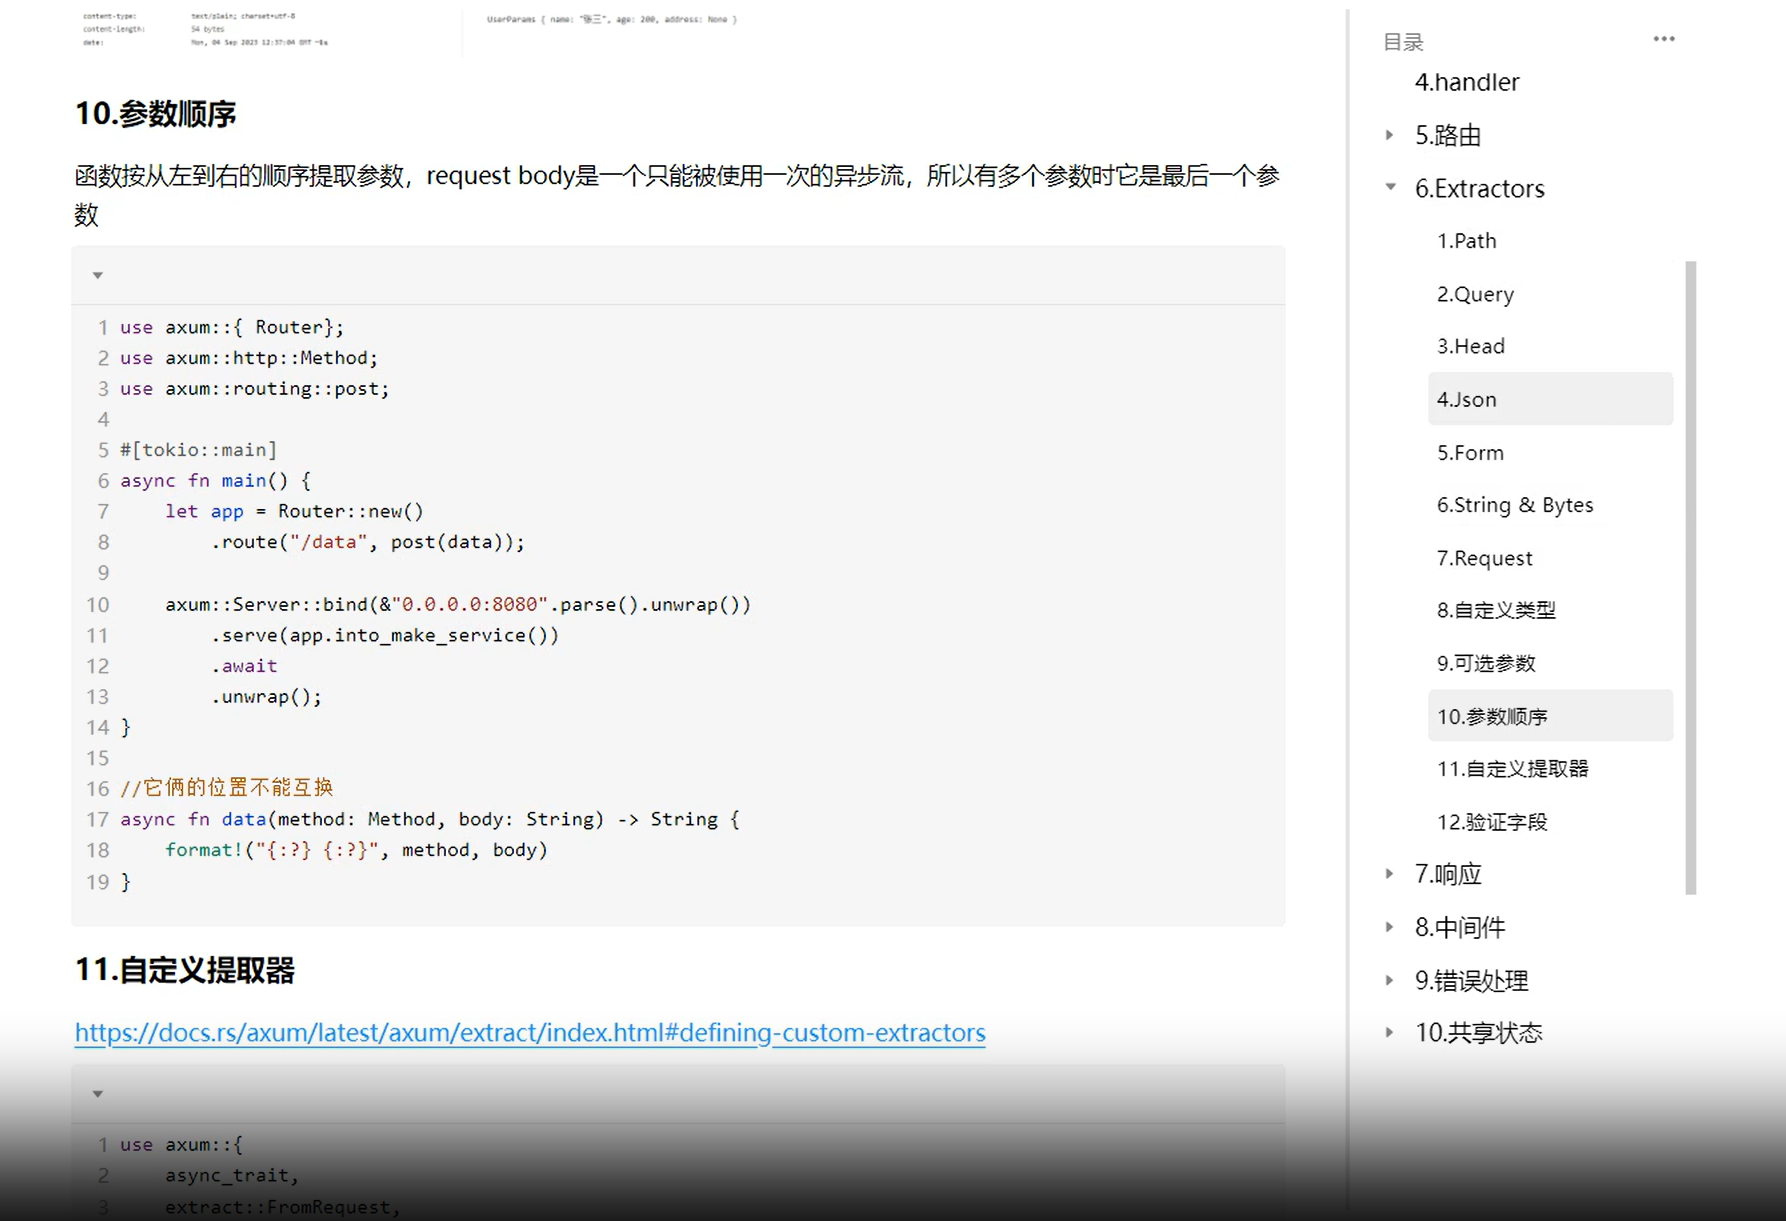 content-type: text/plain; charset=utf-8
content-length: 54 bytes
date: Mon, 04 Sep 2023 12:37:04 GMT
UserParams { name: "张三", age: 200, address: None }
10.参数顺序
函数按从左到右的顺序提取参数，request body是一个只能被使用一次的异步流，所以有多个参数时它是最后一个参
数
1 use axum::{ Router};
2 use axum::http::Method;
3 use axum::routing::post;
4
5 #[tokio::main]
6 async fn main() {
7     let app = Router::new()
8         .route("/data", post(data));
9
10     axum::Server::bind(&"0.0.0.0:8080".parse().unwrap())
11         .serve(app.into_make_service())
12         .await
13         .unwrap();
14 }
15
16 //它俩的位置不能互换
17 async fn data(method: Method, body: String) -> String {
18     format!("{:?} {:?}", method, body)
19 }
11.自定义提取器
https://docs.rs/axum/latest/axum/extract/index.html#defining-custom-extractors
1 use axum::{
2     async_trait,
3     extract::FromRequest,
目录
4.handler
5.路由
6.Extractors
1.Path
2.Query
3.Head
4.Json
5.Form
6.String & Bytes
7.Request
8.自定义类型
9.可选参数
10.参数顺序
11.自定义提取器
12.验证字段
7.响应
8.中间件
9.错误处理
10.共享状态